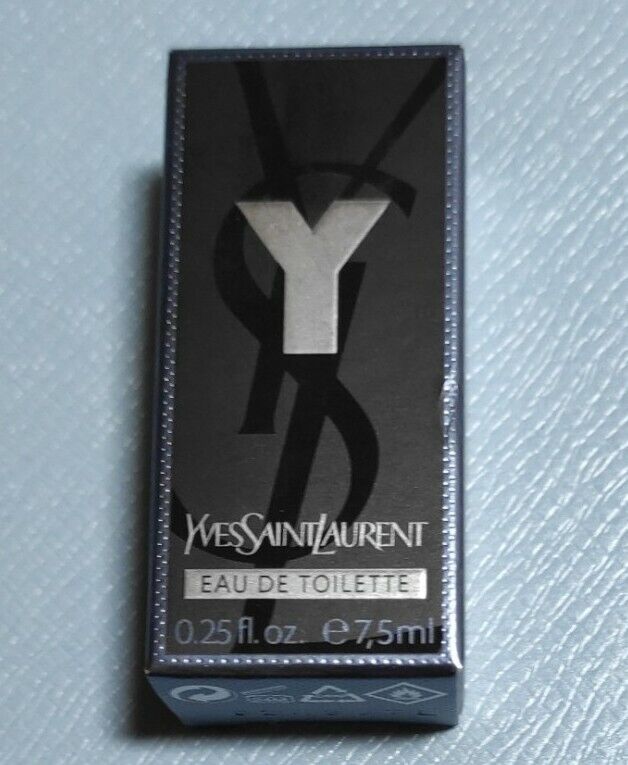 Y
YVESSAINTLAURENT
EAU DE TOILETTE
0.25 fl. oz. ℮ 7,5ml